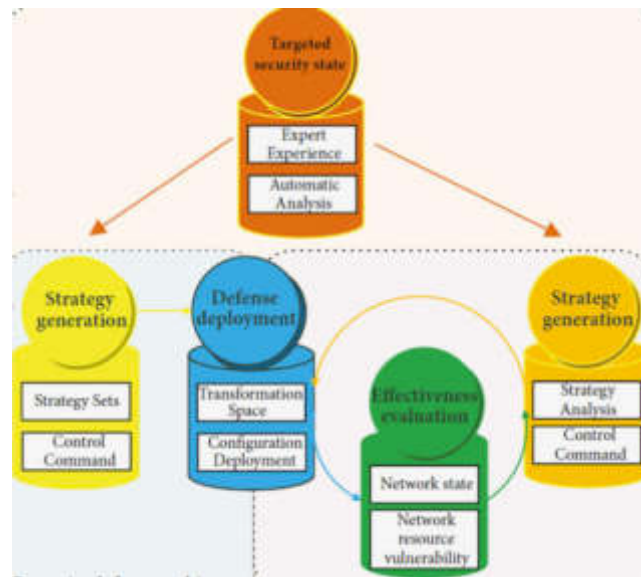 Targeted
security state
Expert
Experience
Automatic
Analysis
Strategy
generation
Strategy Sets
Control
Command
Defense
deployment
Transformation
Space
Configuration
Deployment
Effectiveness
evaluation
Network state
Network
resource
vulnerability
Strategy
generation
Strategy
Analysis
Control
Command